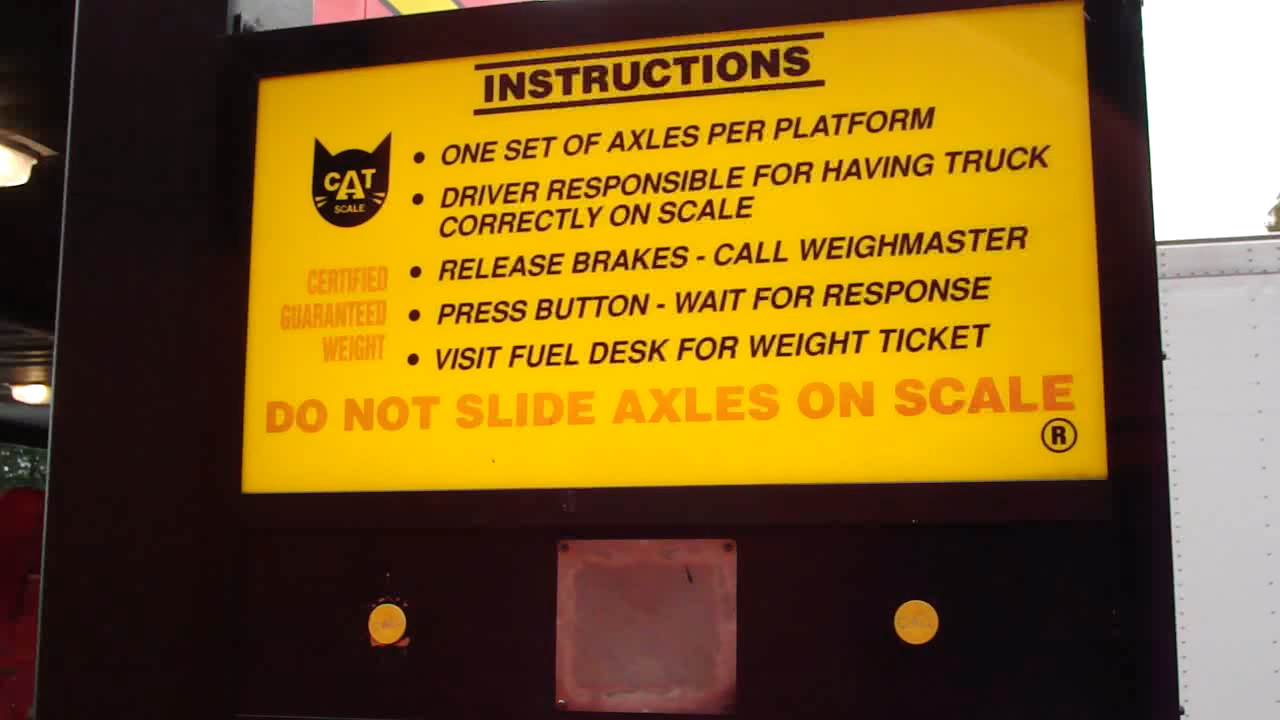 INSTRUCTIONS
CAT
SCALE
• ONE SET OF AXLES PER PLATFORM
• DRIVER RESPONSIBLE FOR HAVING TRUCK
CORRECTLY ON SCALE
• RELEASE BRAKES - CALL WEIGHMASTER
• PRESS BUTTON - WAIT FOR RESPONSE
• VISIT FUEL DESK FOR WEIGHT TICKET
CERTIFIED
GUARANTEED
WEIGHT
DO NOT SLIDE AXLES ON SCALE
®